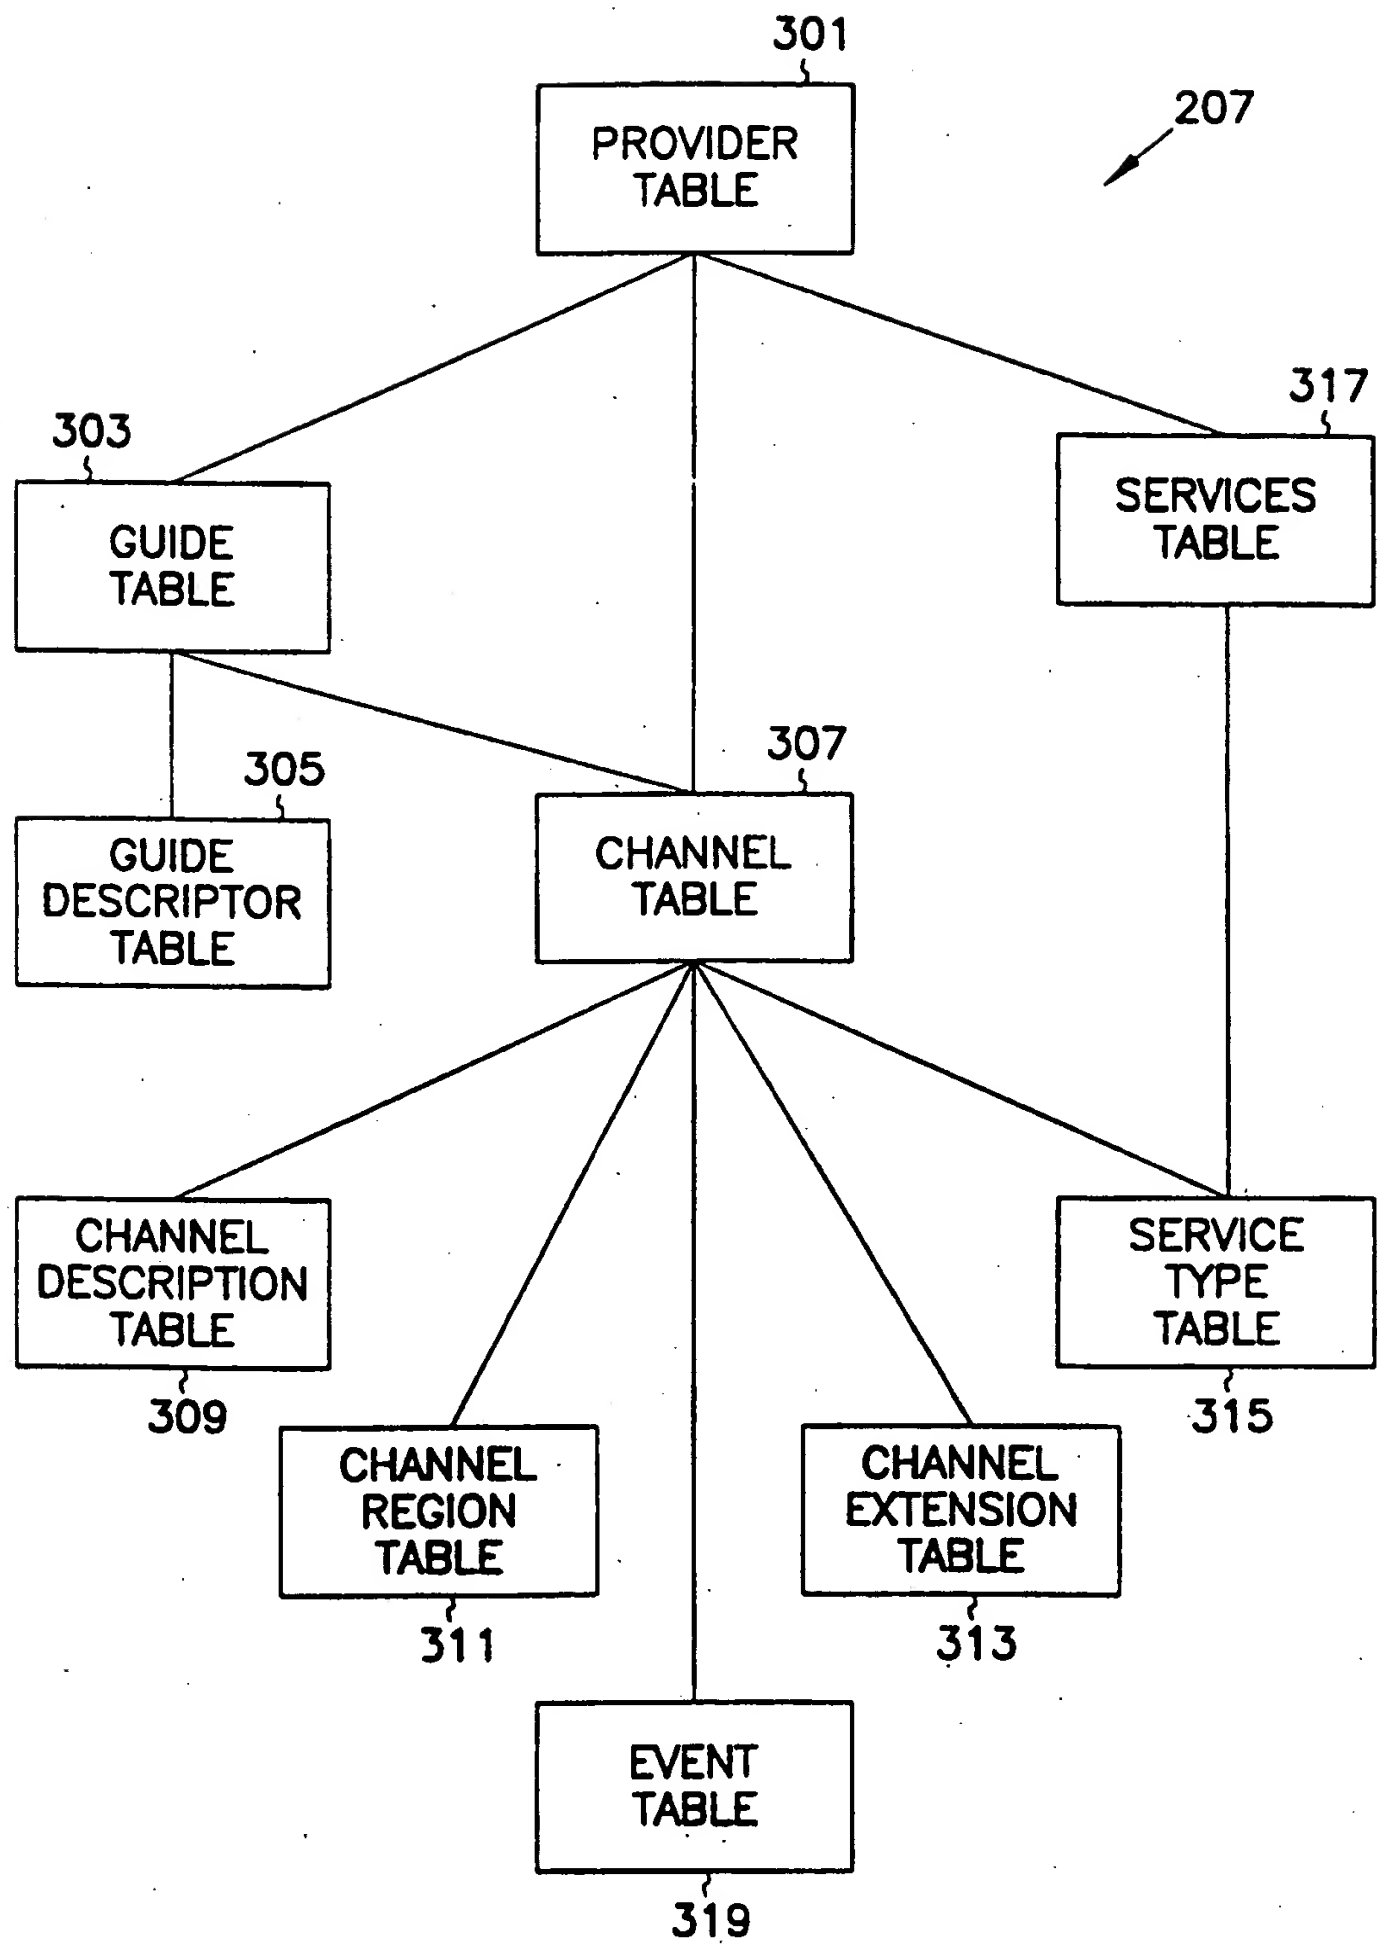 301
207
PROVIDER
TABLE
317
303
SERVICES
TABLE
GUIDE
TABLE
307
305
GUIDE
DESCRIPTOR
TABLE
CHANNEL
TABLE
CHANNEL
DESCRIPTION
TABLE
309
SERVICE
TYPE
TABLE
315
CHANNEL
REGION
TABLE
311
CHANNEL
EXTENSION
TABLE
313
EVENT
TABLE
319